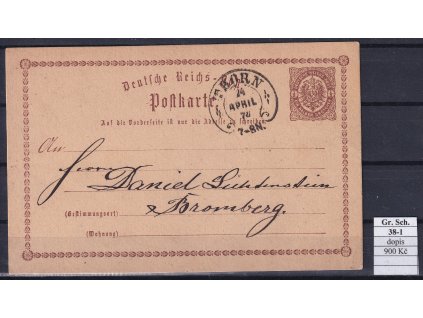 Deutsche Reichs-
Postkarte
Auf die Vorderseite ist nur die Adresse zu schreiben.
An
Herrn Daniel Lichtenstein
Bromberg.
(Bestimmungsort)
(Wohnung)
THORN
14
APRIL
7-8N.
Gr. Sch.
38-1
dopis
900 Kč